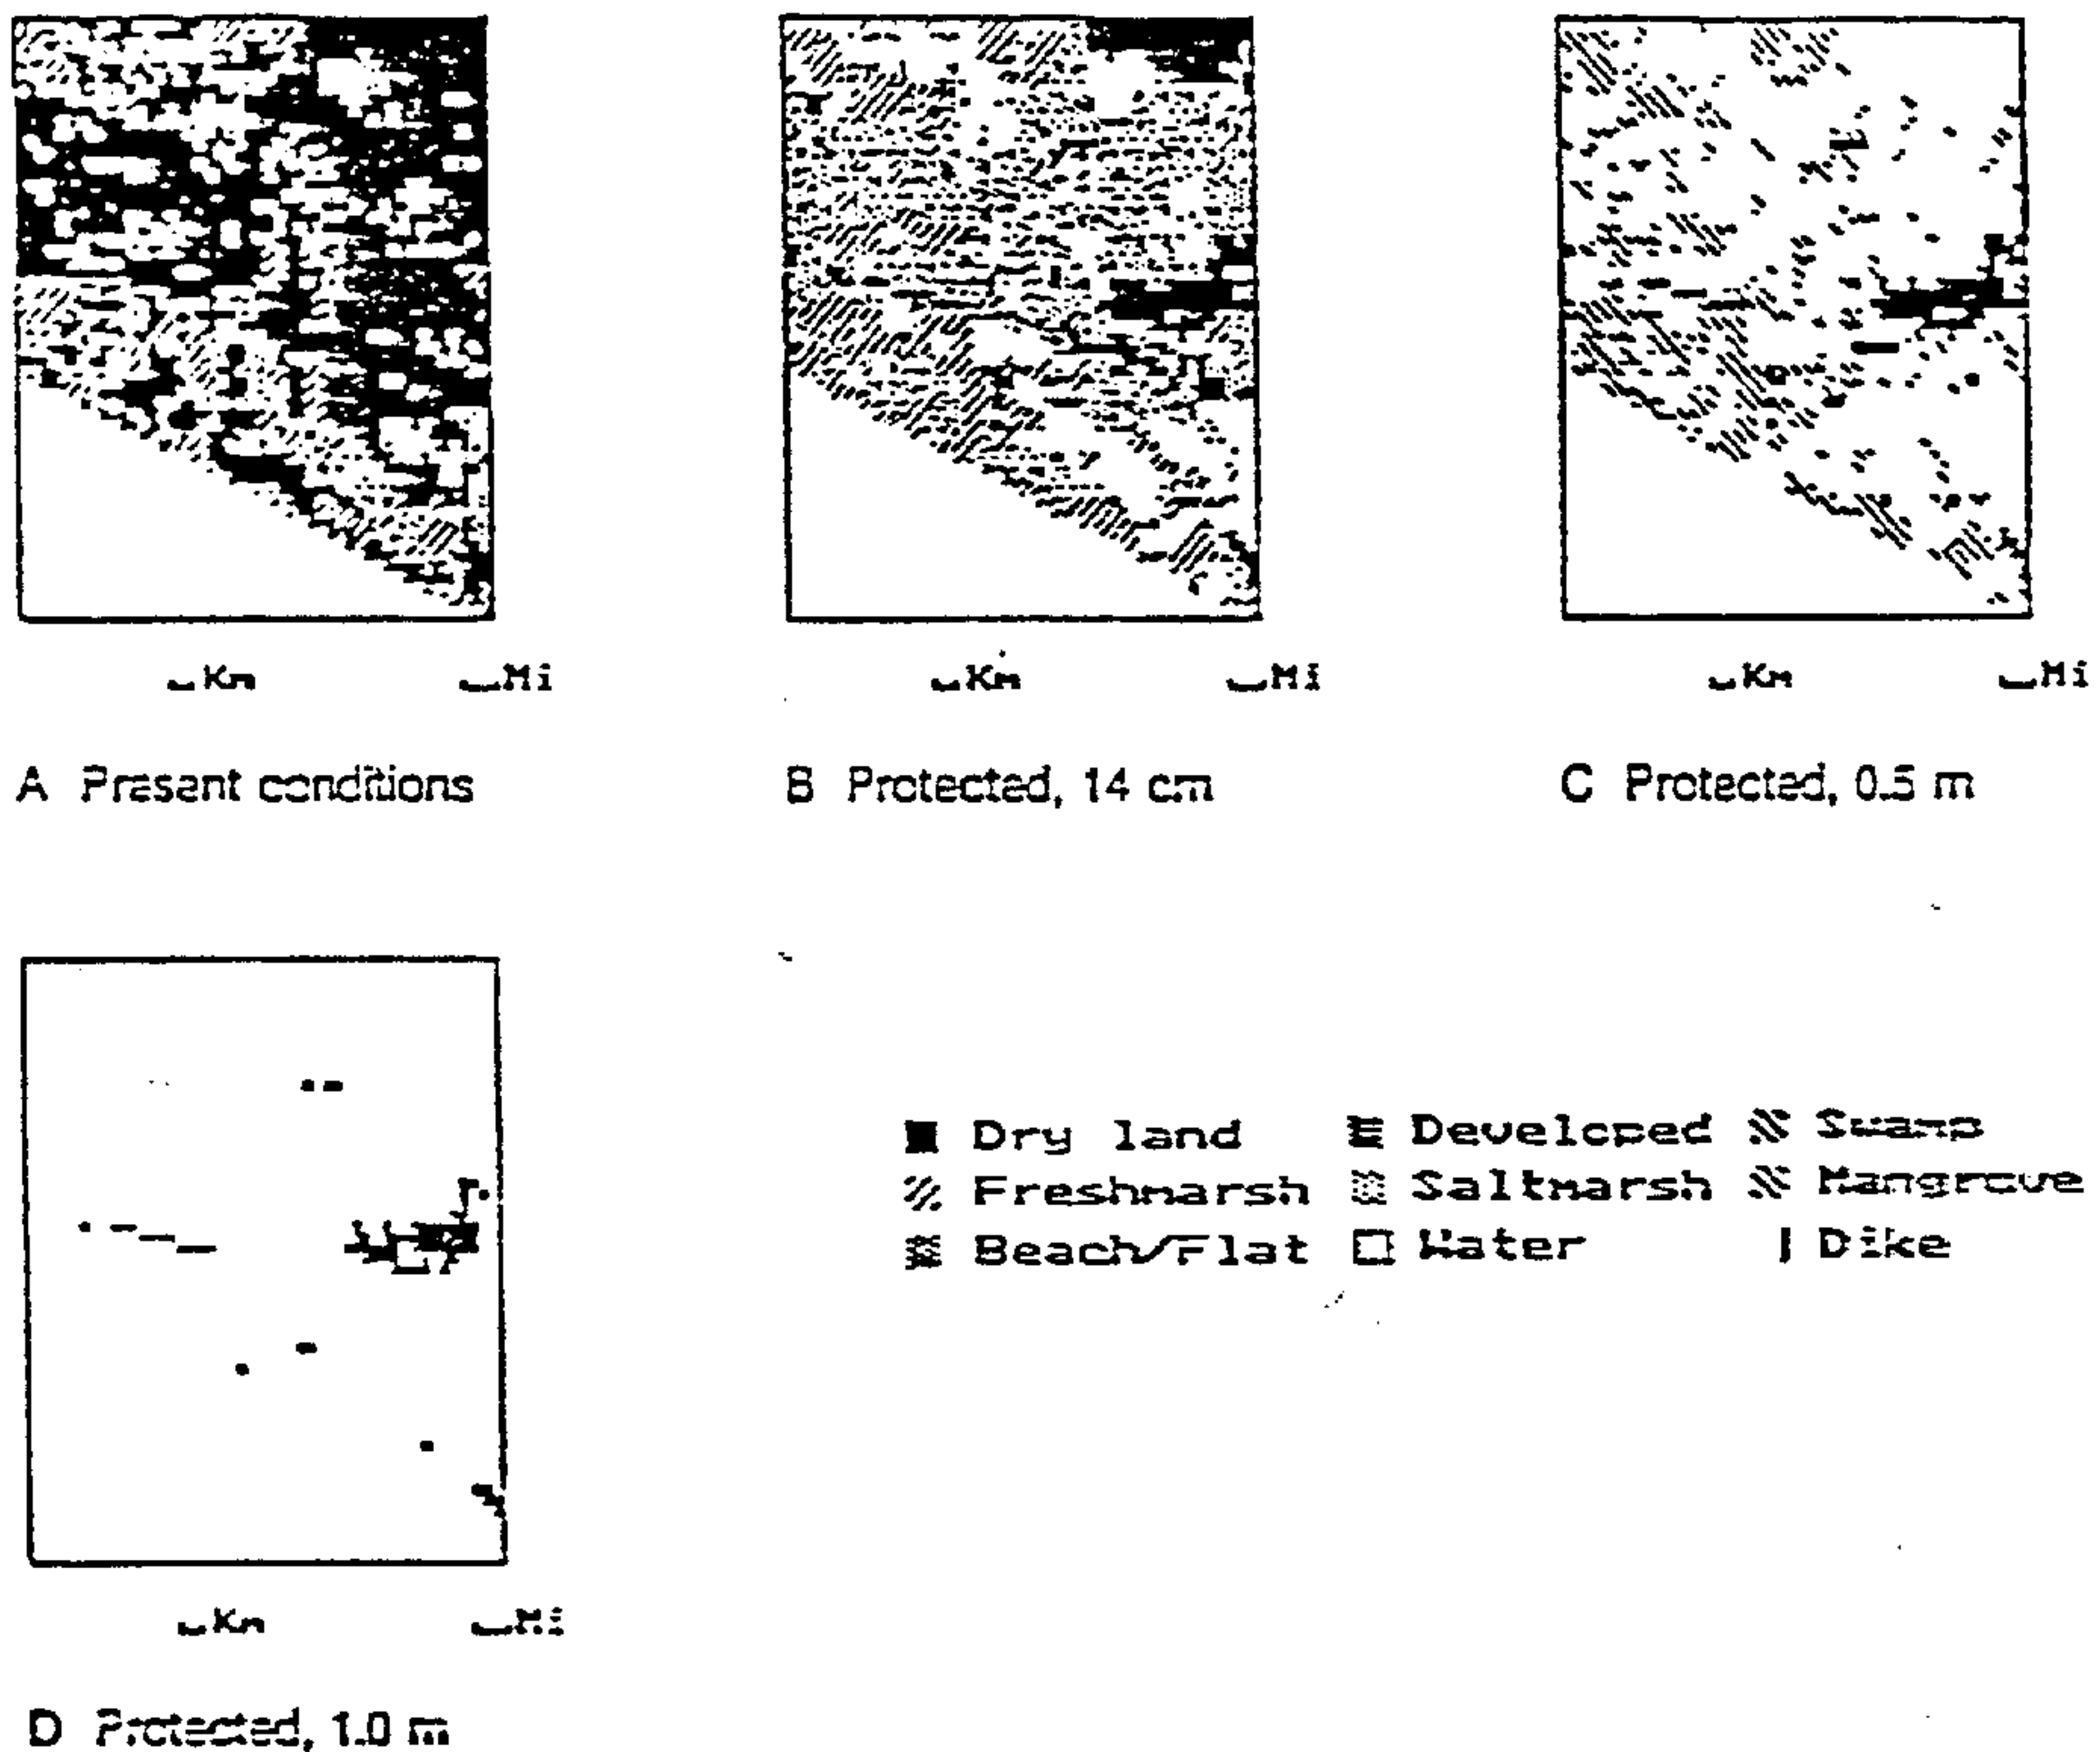 Km Mi Km Mi Km Mi
A Present conditions B Protected, 14 cm C Protected, 0.5 m
Dry land Developed Swamp
Freshmarsh Saltmarsh Mangrove
Beach/Flat Water Dike
Km Mi
D Protected, 1.0 m